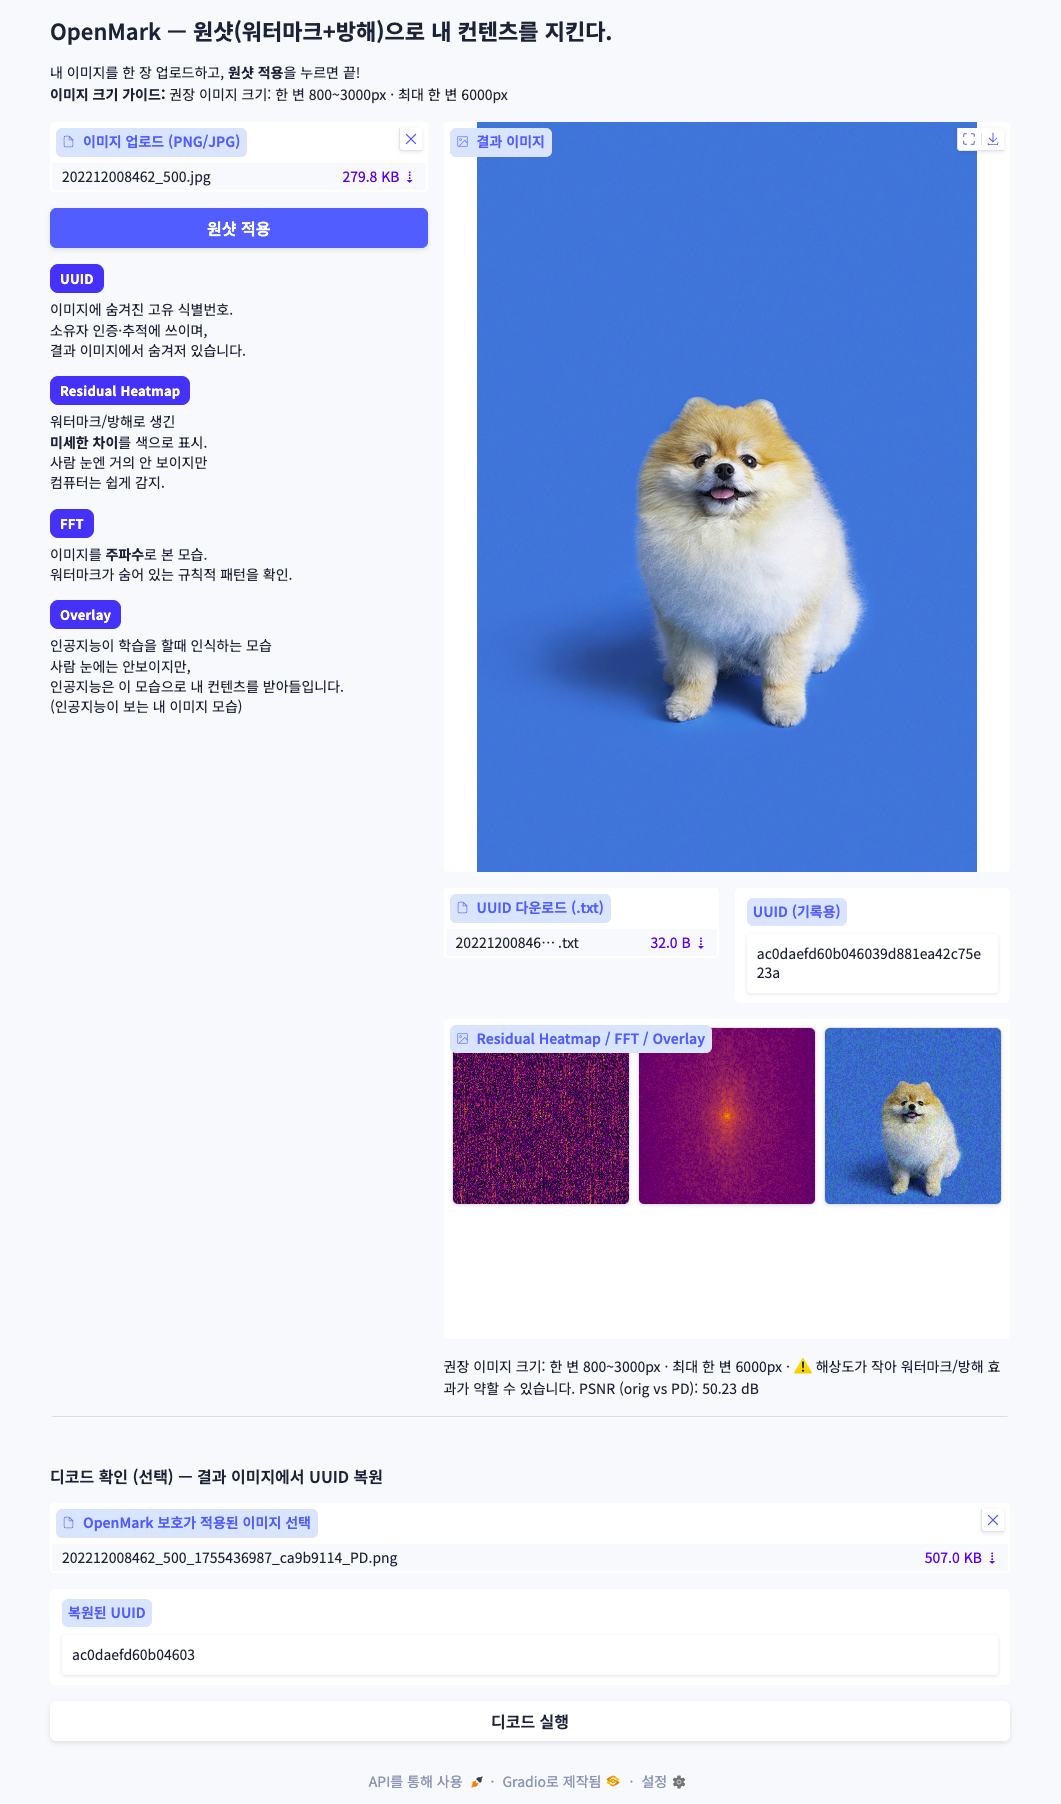 OpenMark — 원샷(워터마크+방해)으로 내 컨텐츠를 지킨다.
내 이미지를 한 장 업로드하고, 원샷 적용을 누르면 끝!
이미지 크기 가이드: 권장 이미지 크기: 한 변 800~3000px · 최대 한 변 6000px
이미지 업로드 (PNG/JPG)
202212008462_500.jpg 279.8 KB ⇣
원샷 적용
UUID
이미지에 숨겨진 고유 식별번호.
소유자 인증·추적에 쓰이며,
결과 이미지에서 숨겨저 있습니다.
Residual Heatmap
워터마크/방해로 생긴
미세한 차이를 색으로 표시.
사람 눈엔 거의 안 보이지만
컴퓨터는 쉽게 감지.
FFT
이미지를 주파수로 본 모습.
워터마크가 숨어 있는 규칙적 패턴을 확인.
Overlay
인공지능이 학습을 할때 인식하는 모습
사람 눈에는 안보이지만,
인공지능은 이 모습으로 내 컨텐츠를 받아들입니다.
(인공지능이 보는 내 이미지 모습)
결과 이미지
UUID 다운로드 (.txt)
20221200846… .txt 32.0 B ⇣
UUID (기록용)
ac0daefd60b046039d881ea42c75e
23a
Residual Heatmap / FFT / Overlay
권장 이미지 크기: 한 변 800~3000px · 최대 한 변 6000px · ⚠️ 해상도가 작아 워터마크/방해 효
과가 약할 수 있습니다. PSNR (orig vs PD): 50.23 dB
디코드 확인 (선택) — 결과 이미지에서 UUID 복원
OpenMark 보호가 적용된 이미지 선택
202212008462_500_1755436987_ca9b9114_PD.png 507.0 KB ⇣
복원된 UUID
ac0daefd60b04603
디코드 실행
API를 통해 사용 · Gradio로 제작됨 · 설정